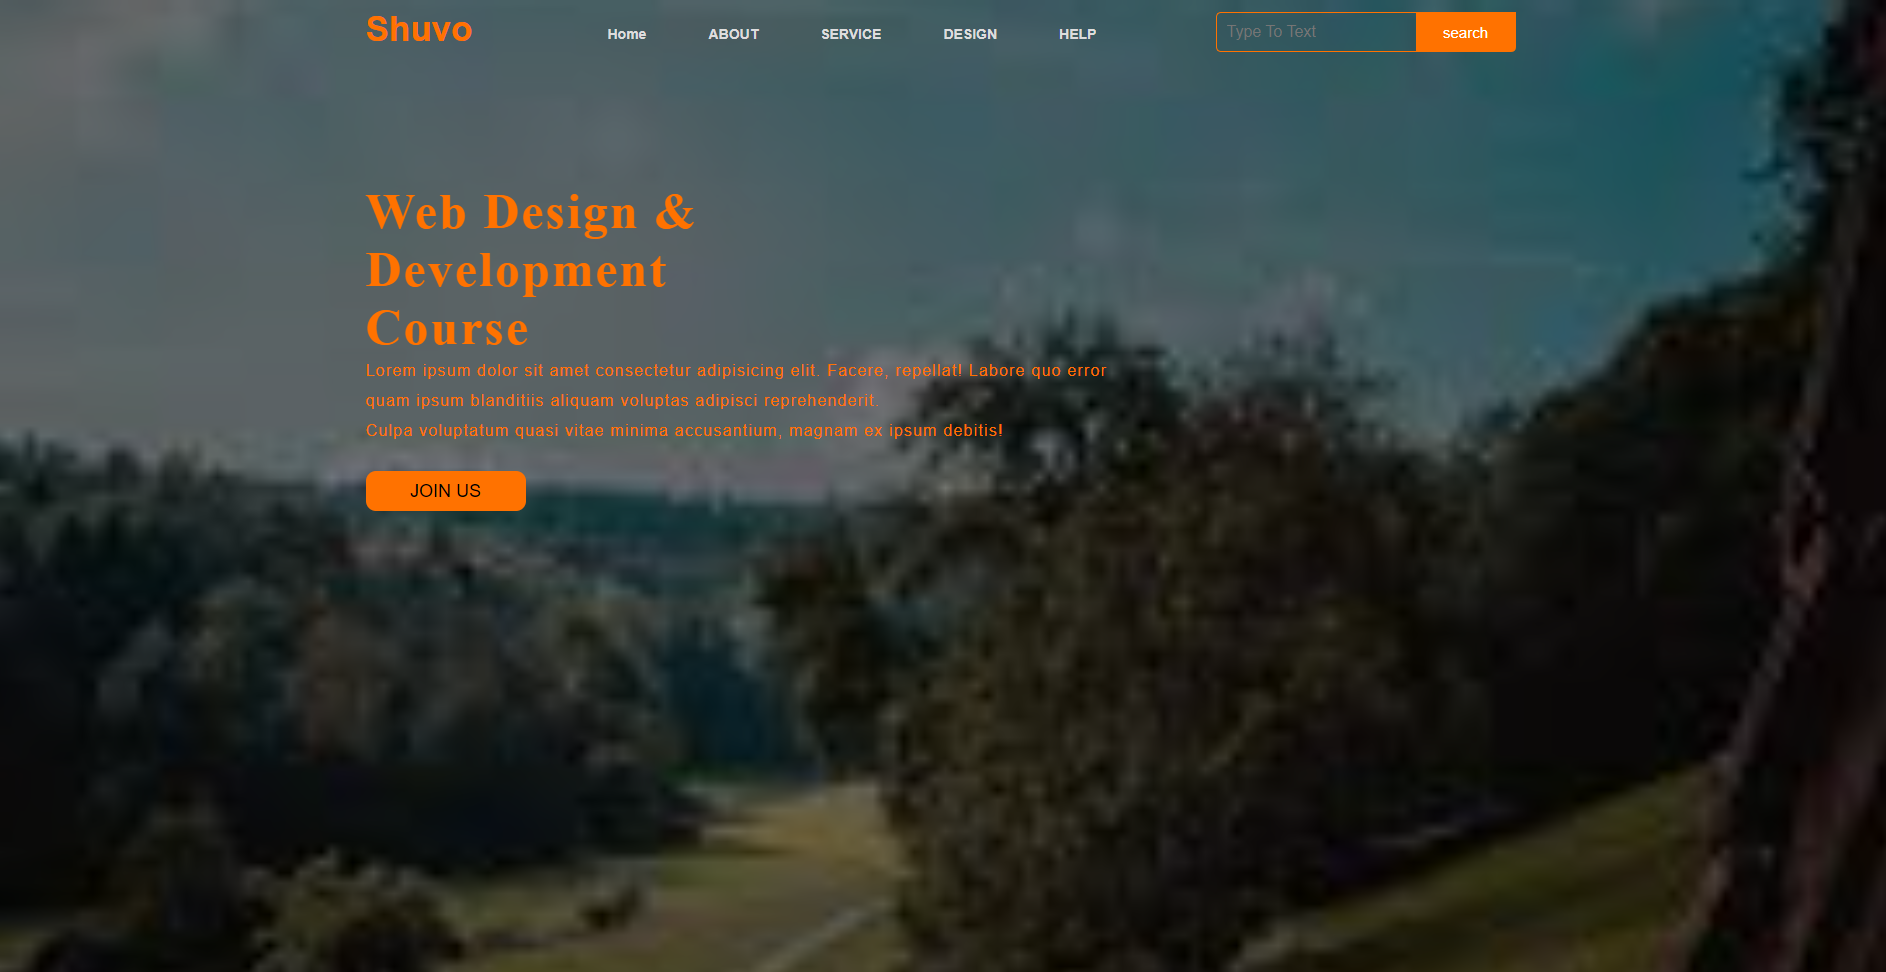 Shuvo
Home ABOUT SERVICE DESIGN HELP
Type To Text search
Web Design &
Development
Course
Lorem ipsum dolor sit amet consectetur adipisicing elit. Facere, repellat! Labore quo error
quam ipsum blanditiis aliquam voluptas adipisci reprehenderit.
Culpa voluptatum quasi vitae minima accusantium, magnam ex ipsum debitis!
JOIN US